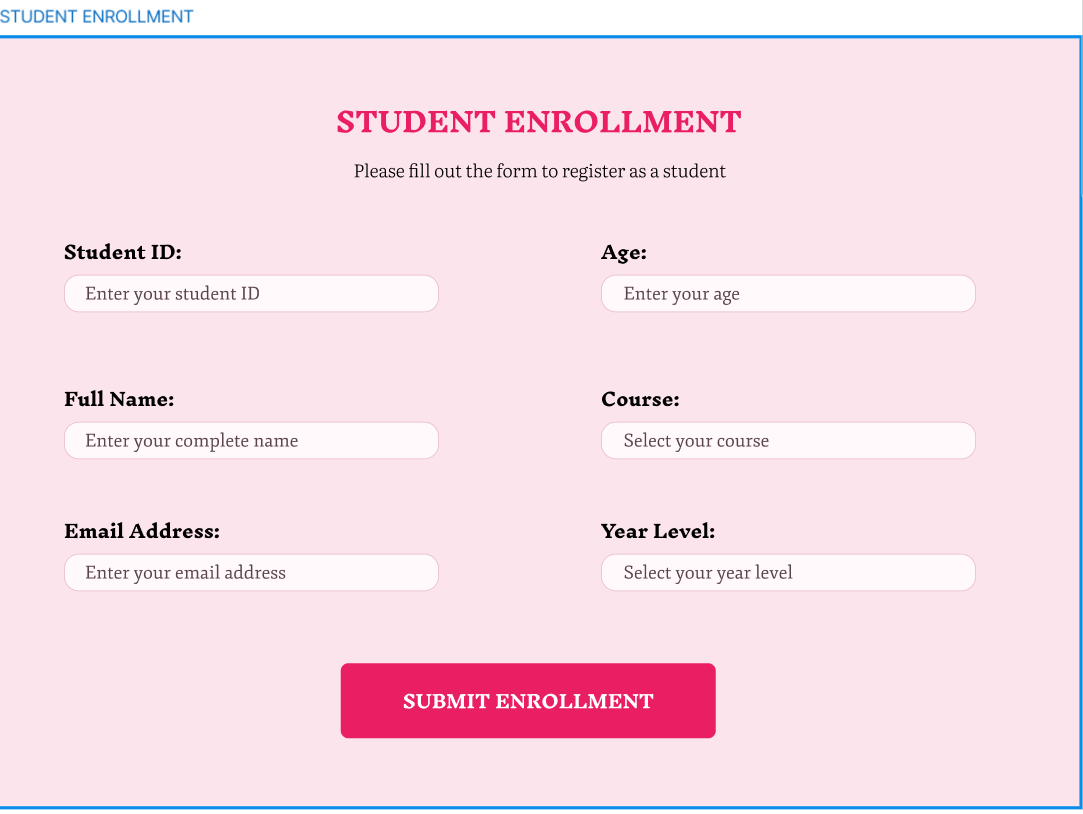 STUDENT ENROLLMENT
STUDENT ENROLLMENT
Please fill out the form to register as a student
Student ID:
Age:
Enter your student ID
Enter your age
Full Name:
Course:
Enter your complete name
Select your course
Email Address:
Year Level:
Enter your email address
Select your year level
SUBMIT ENROLLMENT